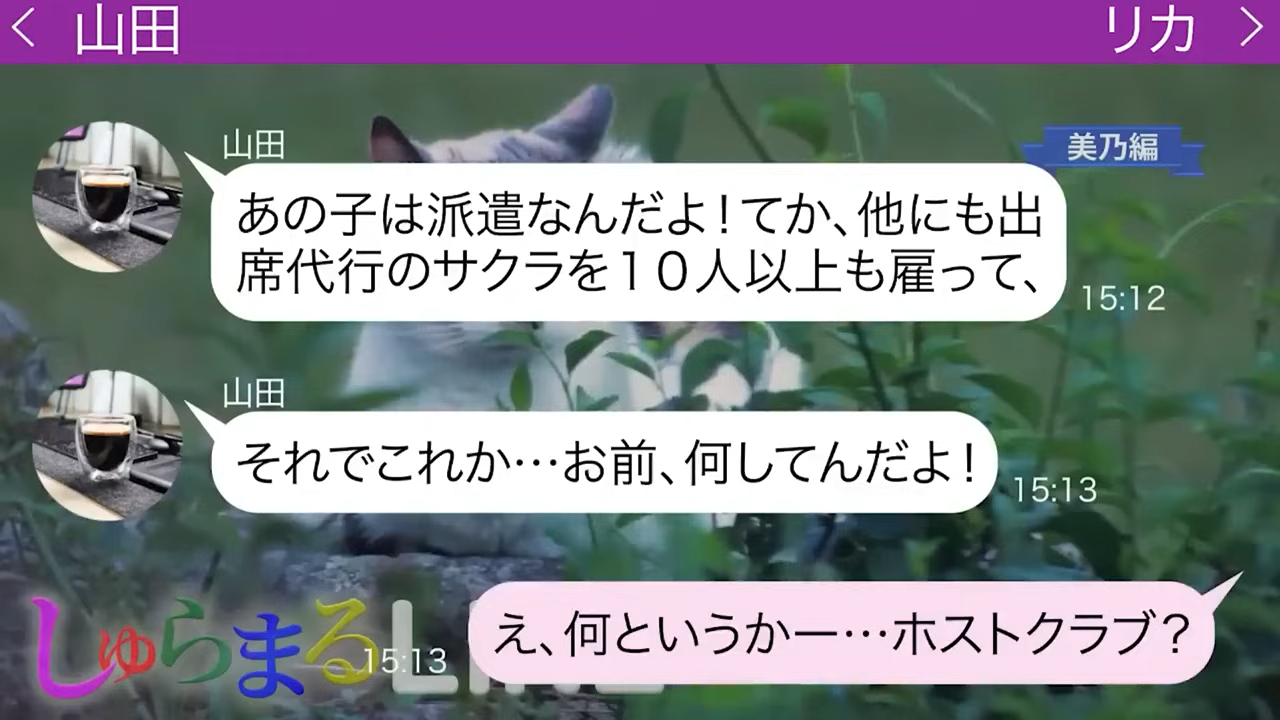 山田
リカ
美乃編
山田
あの子は派遣なんだよ！てか、他にも出
席代行のサクラを１０人以上も雇って、
15:12
山田
それでこれか…お前、何してんだよ！
15:13
え、何というかー…ホストクラブ？
15:13
しゅらまるLINE